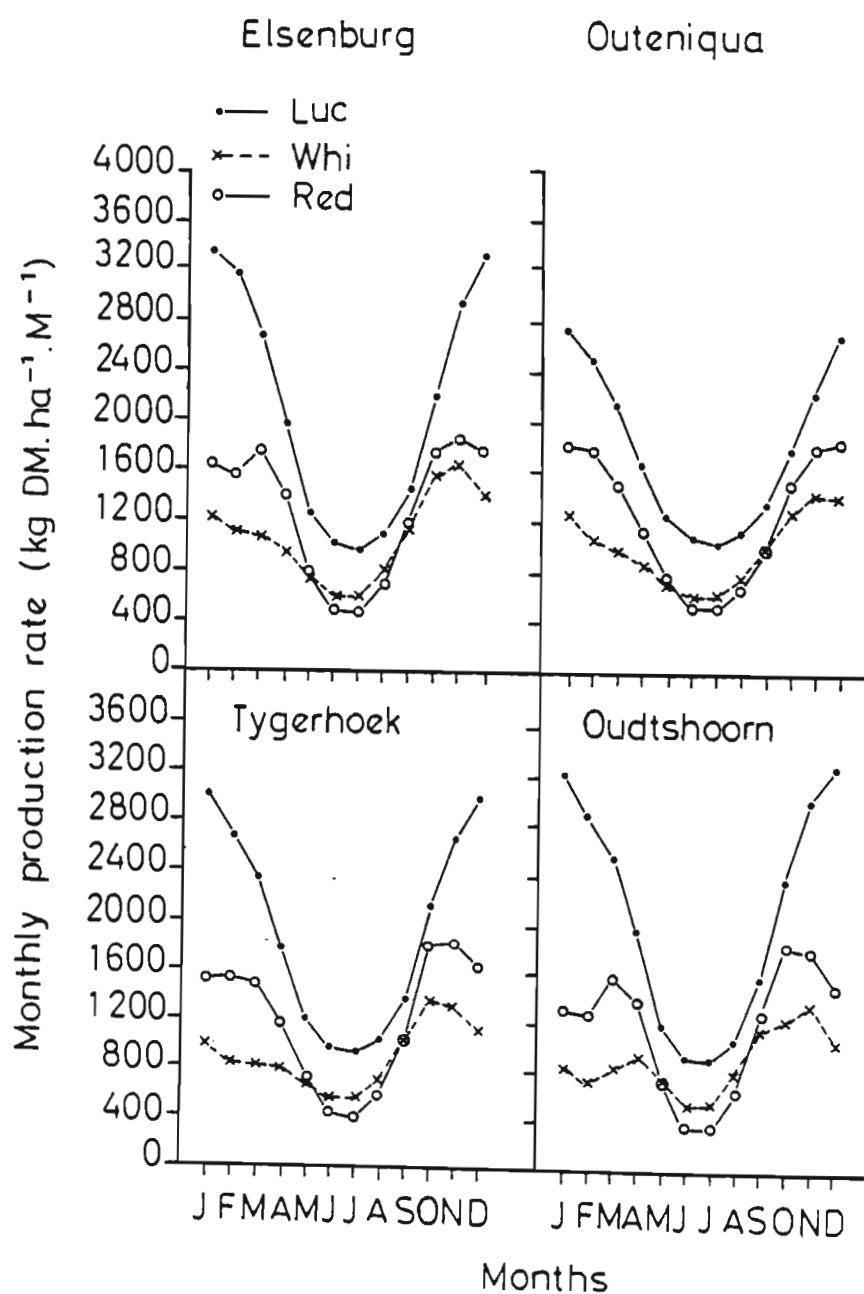 Elsenburg
Outeniqua
Luc
Whi
Red
4000
3600
3200
2800
2400
2000
1600
1200
800
400
0
Tygerhoek
Oudtshoorn
3600
3200
2800
2400
2000
1600
1200
800
400
0
Monthly production rate (kg DM.ha⁻¹.M⁻¹)
J F M A M J J A S O N D
J F M A M J J A S O N D
Months